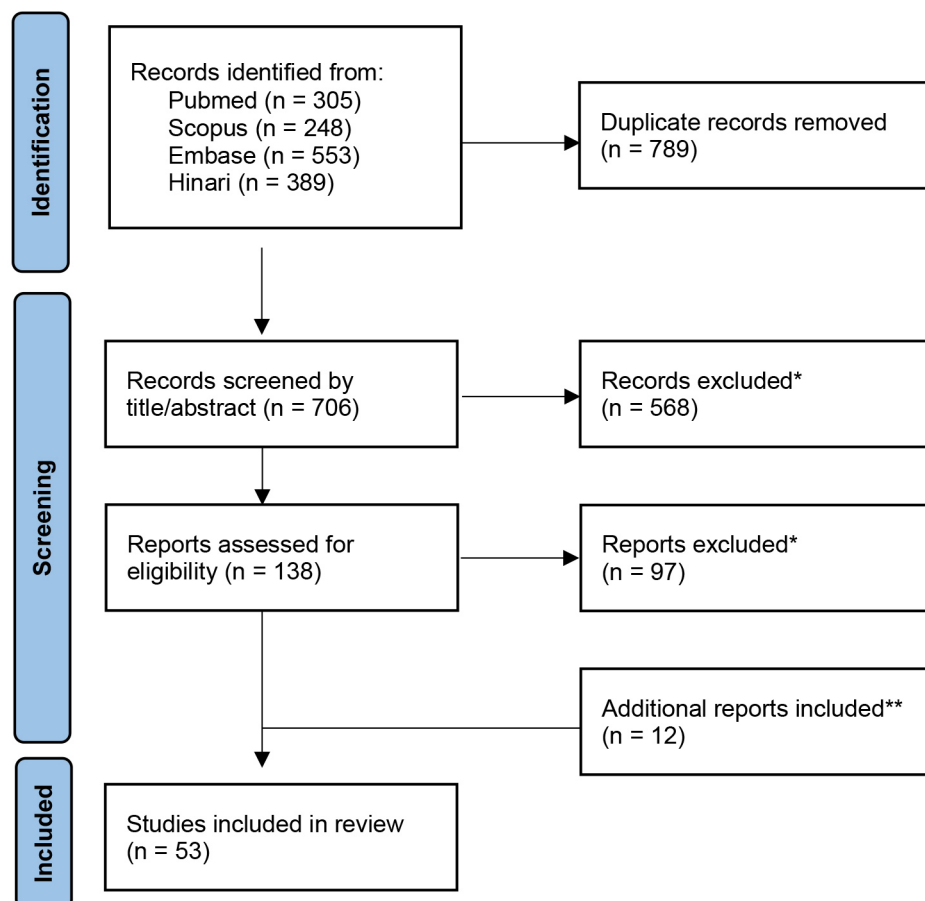 Identification
Records identified from:
Pubmed (n = 305)
Scopus (n = 248)
Embase (n = 553)
Hinari (n = 389)
Duplicate records removed
(n = 789)
Screening
Records screened by
title/abstract (n = 706)
Records excluded*
(n = 568)
Reports assessed for
eligibility (n = 138)
Reports excluded*
(n = 97)
Additional reports included**
(n = 12)
Included
Studies included in review
(n = 53)